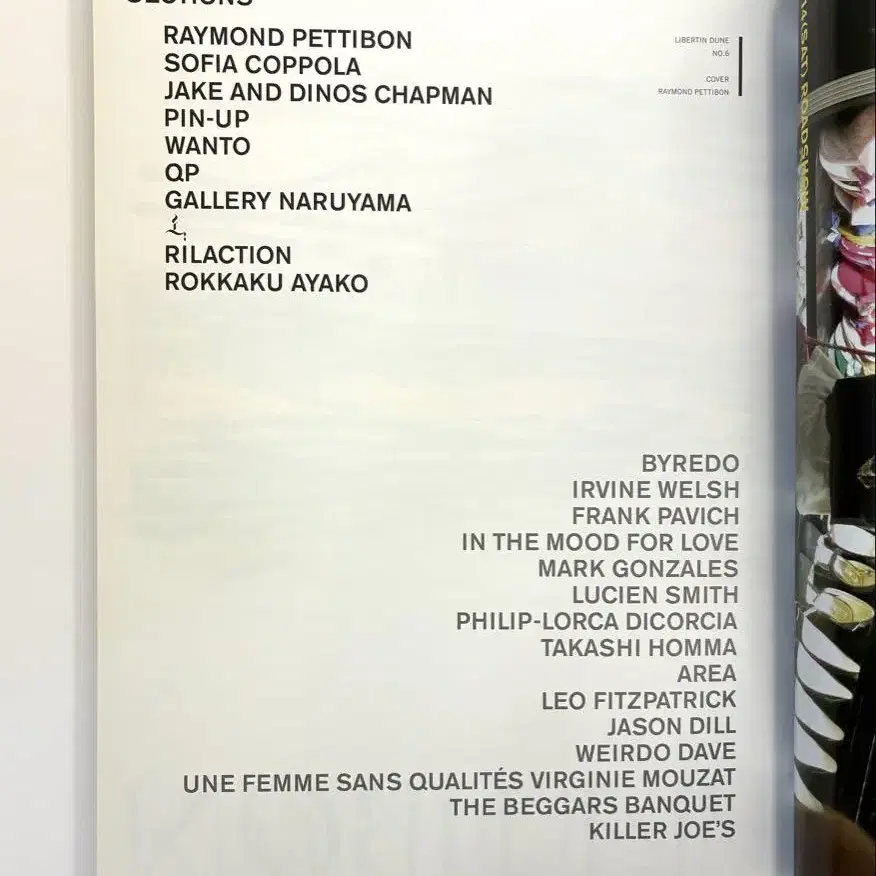 RAYMOND PETTIBON
SOFIA COPPOLA
JAKE AND DINOS CHAPMAN
PIN-UP
WANTO
QP
GALLERY NARUYAMA
RILACTION
ROKKAKU AYAKO
LIBERTIN DUNE
NO.6
COVER
RAYMOND PETTIBON
BYREDO
IRVINE WELSH
FRANK PAVICH
IN THE MOOD FOR LOVE
MARK GONZALES
LUCIEN SMITH
PHILIP-LORCA DICORCIA
TAKASHI HOMMA
AREA
LEO FITZPATRICK
JASON DILL
WEIRDO DAVE
UNE FEMME SANS QUALITÉS VIRGINIE MOUZAT
THE BEGGARS BANQUET
KILLER JOE'S
14(SAT) ROADSHOW